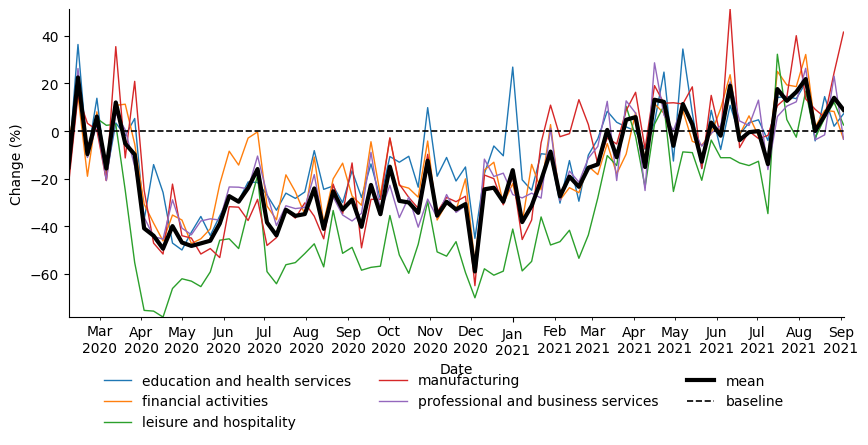 Change (%)
40
20
0
−20
−40
−60
Mar Apr May Jun Jul Aug Sep Oct Nov Dec Jan Feb Mar Apr May Jun Jul Aug Sep
2020 2020 2020 2020 2020 2020 2020 2020 2020 2020 2021 2021 2021 2021 2021 2021 2021 2021 2021
Date
education and health services
financial activities
leisure and hospitality
manufacturing
professional and business services
mean
baseline